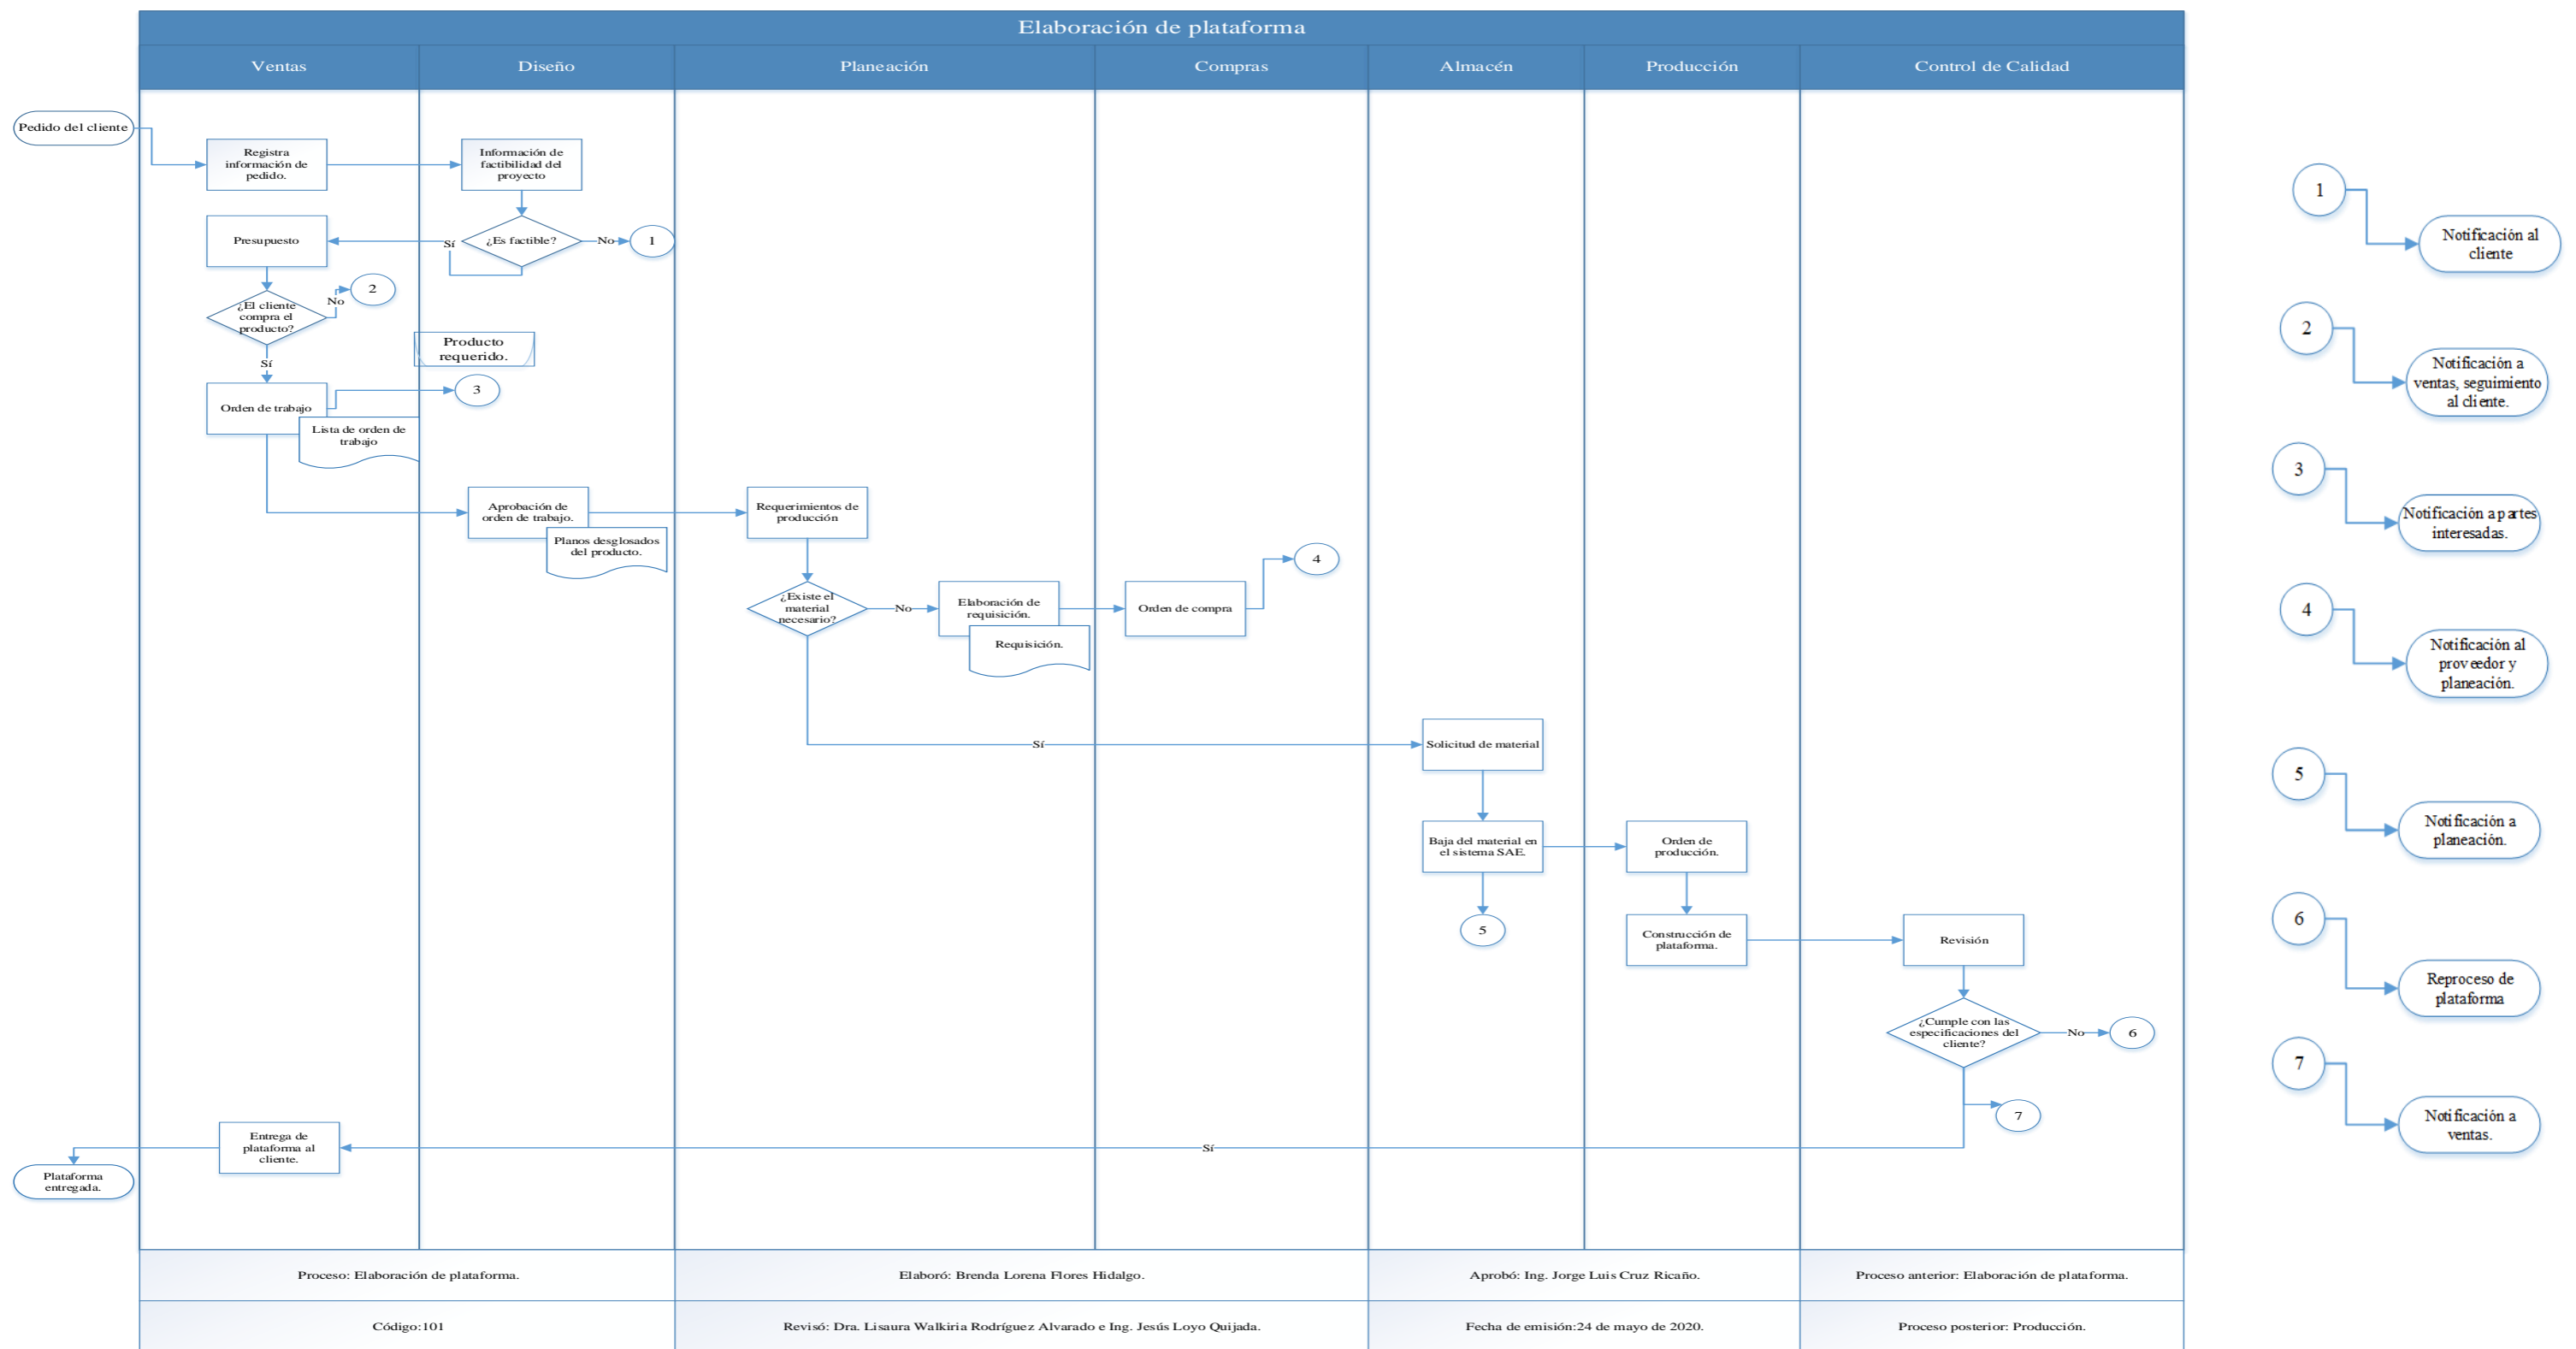 Elaboración de plataforma
Ventas
Diseño
Planeación
Compras
Almacén
Producción
Control de Calidad
Pedido del cliente
Registra
información de
pedido.
Información de
factibilidad del
proyecto
Presupuesto
Sí
¿Es factible?
No
1
¿El cliente
compra el
producto?
No
2
Sí
Producto
requerido.
Orden de trabajo
3
Lista de orden de
trabajo
Aprobación de
orden de trabajo.
Planos desglosados
del producto.
Requerimientos de
producción
¿Existe el
material
necesario?
No
Elaboración de
requisición.
Requisición.
Orden de compra
4
Sí
Solicitud de material
Baja del material en
el sistema SAE.
5
Orden de
producción.
Construcción de
plataforma.
Revisión
¿Cumple con las
especificaciones del
cliente?
No
6
7
Sí
Entrega de
plataforma al
cliente.
Plataforma
entregada.
1
Notificación al
cliente
2
Notificación a
ventas, seguimiento
al cliente.
3
Notificación a partes
interesadas.
4
Notificación al
proveedor y
planeación.
5
Notificación a
planeación.
6
Reproceso de
plataforma
7
Notificación a
ventas.
Proceso: Elaboración de plataforma.
Elaboró: Brenda Lorena Flores Hidalgo.
Aprobó: Ing. Jorge Luis Cruz Ricaño.
Proceso anterior: Elaboración de plataforma.
Código:101
Revisó: Dra. Lisaura Walkiria Rodríguez Alvarado e Ing. Jesús Loyo Quijada.
Fecha de emisión:24 de mayo de 2020.
Proceso posterior: Producción.